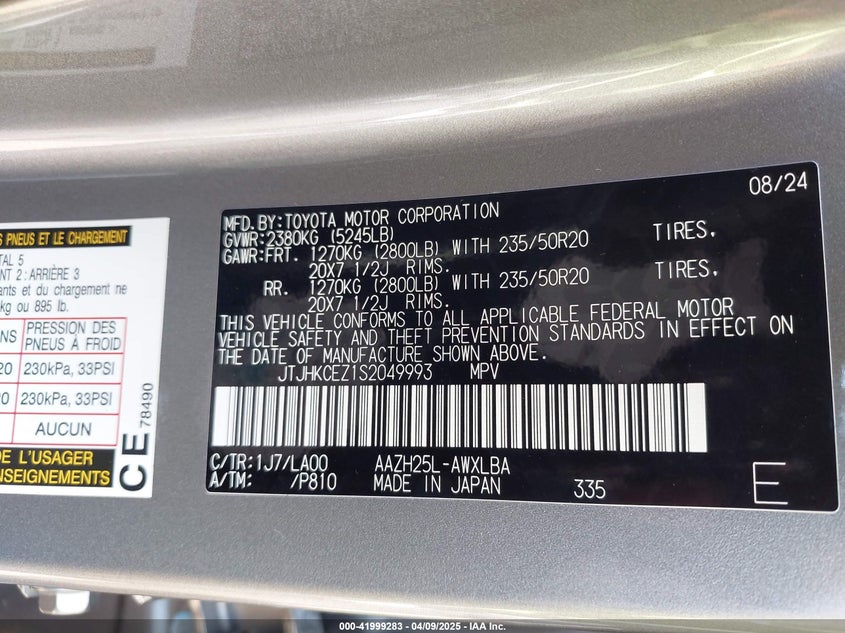 S PNEUS ET LE CHARGEMENT
TAL 5
NT 2 : ARRIÈRE 3
ants et du chargement ne
kg ou 895 lb.
NS PRESSION DES PNEUS À FROID
20 230kPa, 33PSI
20 230kPa, 33PSI
AUCUN
DE L'USAGER
NSEIGNEMENTS
CE 78490
08/24
MFD.BY:TOYOTA MOTOR CORPORATION
GVWR:2380KG (5245LB)
GAWR:FRT. 1270KG (2800LB) WITH 235/50R20 TIRES,
20X7 1/2J RIMS.
RR. 1270KG (2800LB) WITH 235/50R20 TIRES,
20X7 1/2J RIMS.
THIS VEHICLE CONFORMS TO ALL APPLICABLE FEDERAL MOTOR
VEHICLE SAFETY AND THEFT PREVENTION STANDARDS IN EFFECT ON
THE DATE OF MANUFACTURE SHOWN ABOVE.
JTJHKCEZ1S2049993 MPV
C/TR:1J7/LA00 AAZH25L-AWXLBA
A/TM: /P810 MADE IN JAPAN 335
E
000-41999283 - 04/09/2025 - IAA Inc.